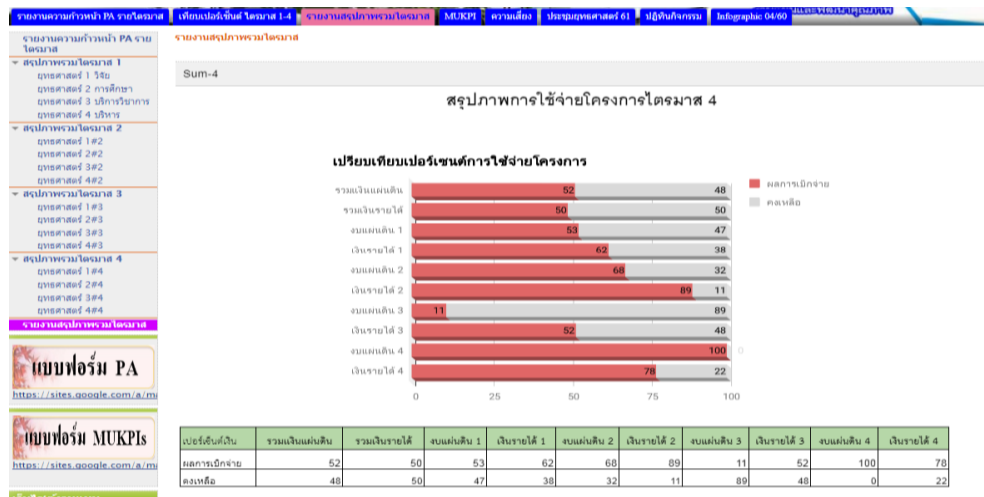 รายงานความก้าวหน้า PA รายไตรมาส เทียบเปอร์เซ็นต์ ไตรมาส 1-4 รายงานสรุปภาพรวมไตรมาส MUKPI ความเสี่ยง ประชุมยุทธศาสตร์ 61 ปฏิทินกิจกรรม Infographic 04/60
และพัฒนาคุณภาพ
รายงานความก้าวหน้า PA ราย
ไตรมาส
สรุปภาพรวมไตรมาส 1
ยุทธศาสตร์ 1 วิจัย
ยุทธศาสตร์ 2 การศึกษา
ยุทธศาสตร์ 3 บริการวิชาการ
ยุทธศาสตร์ 4 บริหาร
สรุปภาพรวมไตรมาส 2
ยุทธศาสตร์ 1#2
ยุทธศาสตร์ 2#2
ยุทธศาสตร์ 3#2
ยุทธศาสตร์ 4#2
สรุปภาพรวมไตรมาส 3
ยุทธศาสตร์ 1#3
ยุทธศาสตร์ 2#3
ยุทธศาสตร์ 3#3
ยุทธศาสตร์ 4#3
สรุปภาพรวมไตรมาส 4
ยุทธศาสตร์ 1#4
ยุทธศาสตร์ 2#4
ยุทธศาสตร์ 3#4
ยุทธศาสตร์ 4#4
รายงานสรุปภาพรวมไตรมาส
แบบฟอร์ม PA
https://sites.google.com/a/m
แบบฟอร์ม MUKPIs
https://sites.google.com/a/m
รายงานสรุปภาพรวมไตรมาส
Sum-4
สรุปภาพการใช้จ่ายโครงการไตรมาส 4
เปรียบเทียบเปอร์เซนต์การใช้จ่ายโครงการ
รวมเงินแผ่นดิน 52 48
รวมเงินรายได้ 50 50
งบแผ่นดิน 1 53 47
เงินรายได้ 1 62 38
งบแผ่นดิน 2 68 32
เงินรายได้ 2 89 11
งบแผ่นดิน 3 11 89
เงินรายได้ 3 52 48
งบแผ่นดิน 4 100 0
เงินรายได้ 4 78 22
0 25 50 75 100
ผลการเบิกจ่าย
คงเหลือ
เปอร์เซ็นต์เงิน รวมเงินแผ่นดิน รวมเงินรายได้ งบแผ่นดิน 1 เงินรายได้ 1 งบแผ่นดิน 2 เงินรายได้ 2 งบแผ่นดิน 3 เงินรายได้ 3 งบแผ่นดิน 4 เงินรายได้ 4
ผลการเบิกจ่าย 52 50 53 62 68 89 11 52 100 78
คงเหลือ 48 50 47 38 32 11 89 48 0 22